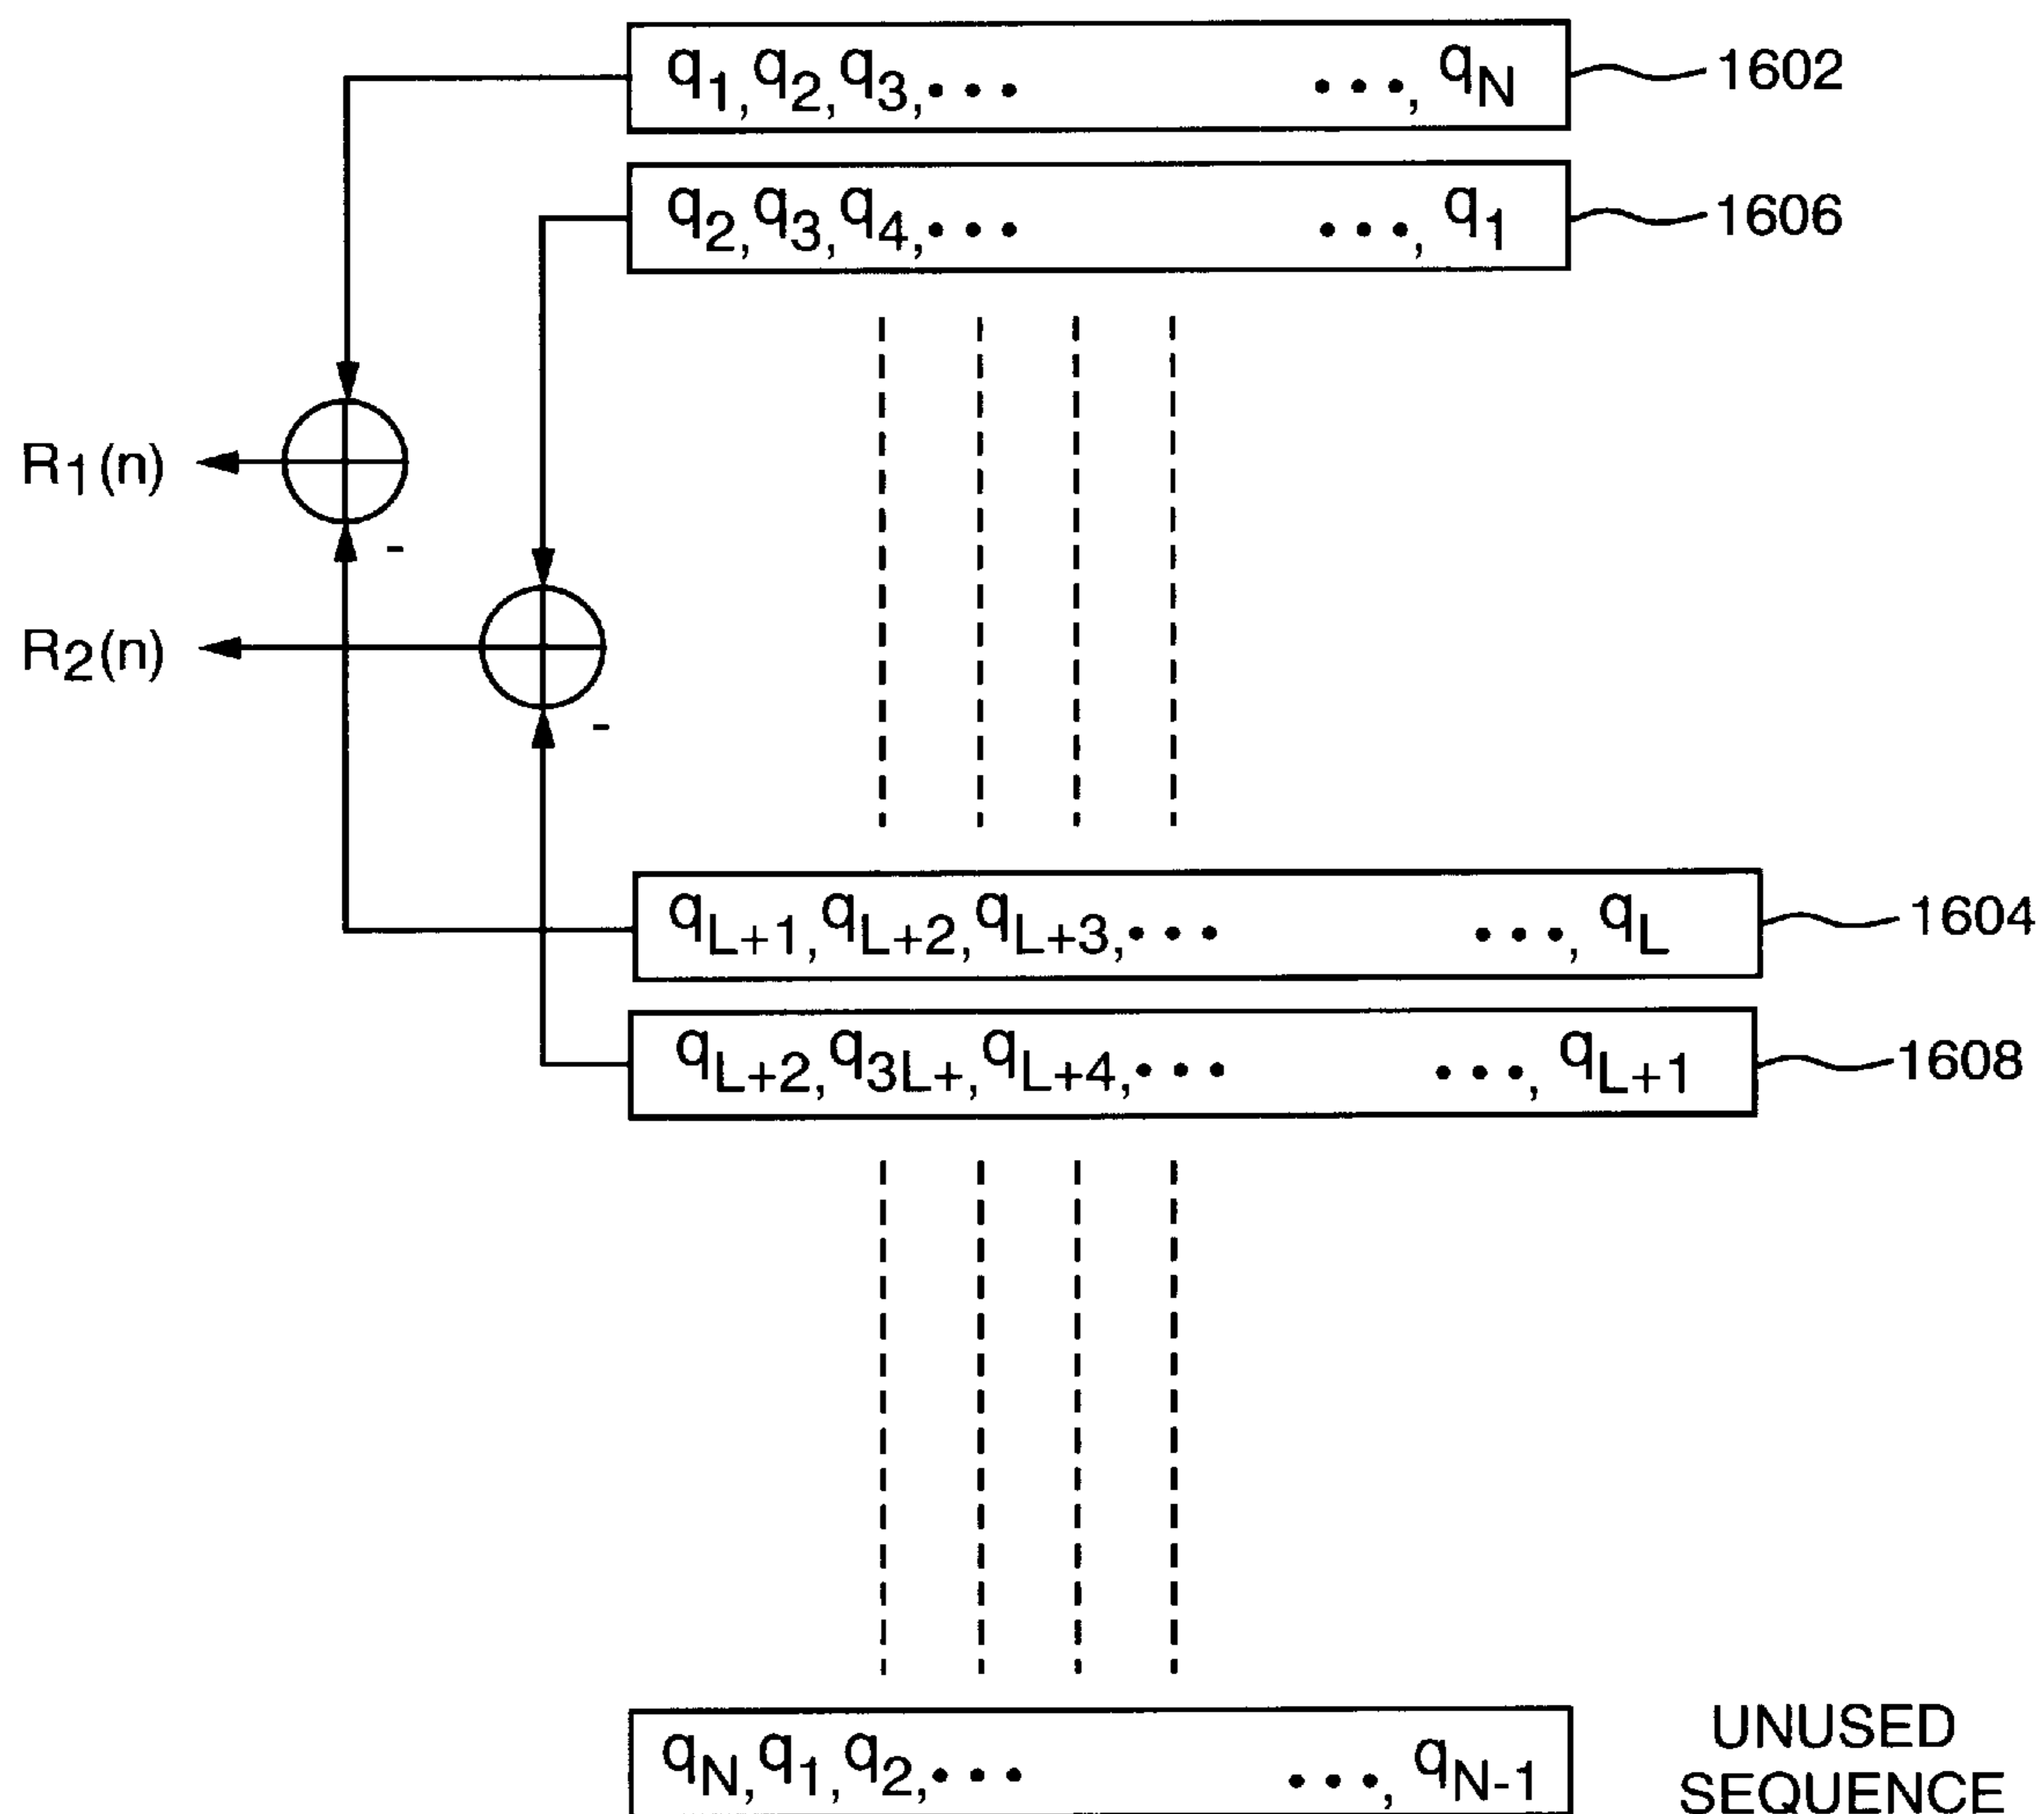 q1, q2, q3, ••• •••, qN 1602
q2, q3, q4, ••• •••, q1 1606
R1(n)
-
R2(n)
-
qL+1, qL+2, qL+3, ••• •••, qL 1604
qL+2, q3L+, qL+4, ••• •••, qL+1 1608
qN, q1, q2, ••• •••, qN-1
UNUSED
SEQUENCE